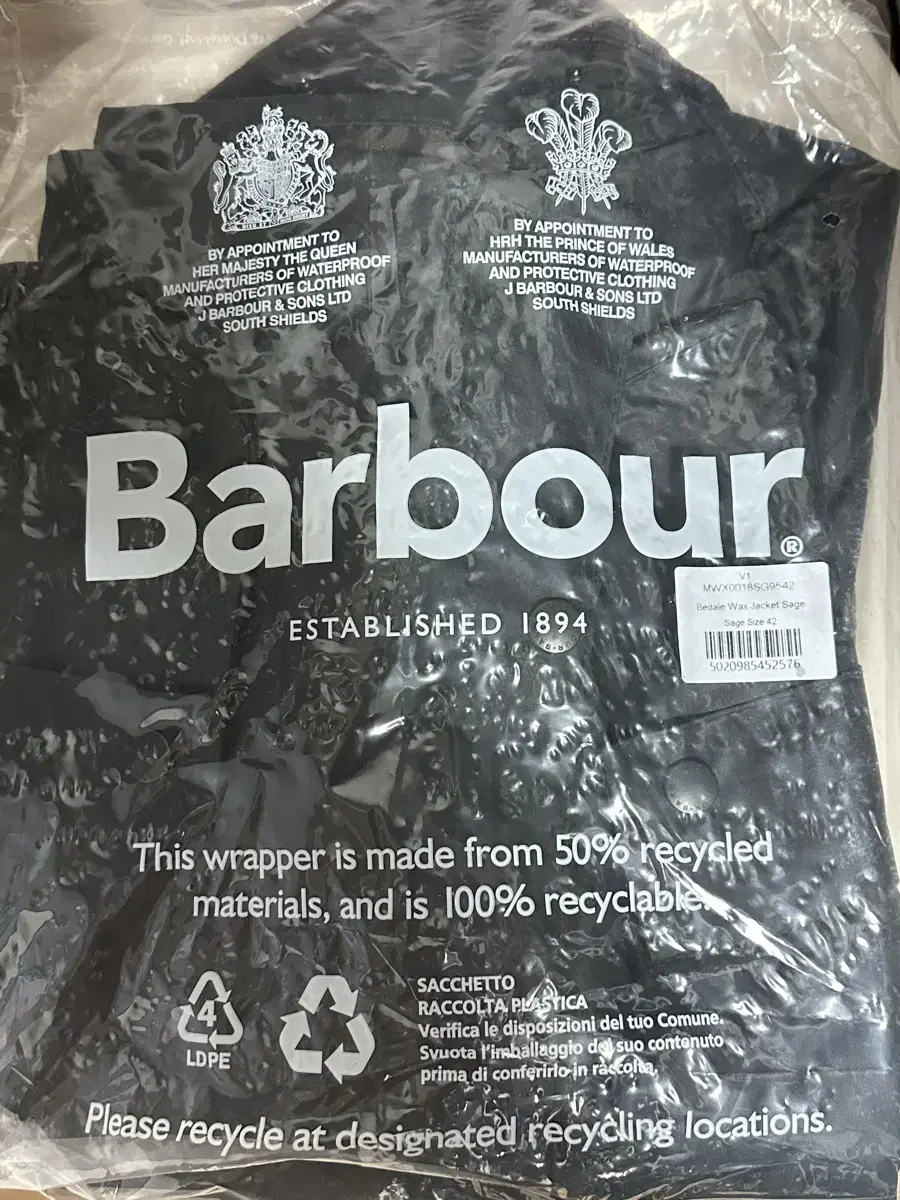 BY APPOINTMENT TO
HER MAJESTY THE QUEEN
MANUFACTURERS OF WATERPROOF
AND PROTECTIVE CLOTHING
J BARBOUR & SONS LTD
SOUTH SHIELDS
BY APPOINTMENT TO
HRH THE PRINCE OF WALES
MANUFACTURERS OF WATERPROOF
AND PROTECTIVE CLOTHING
J BARBOUR & SONS LTD
SOUTH SHIELDS
Barbour®
ESTABLISHED 1894
V1
MWX0018SG9542
Bedale Wax Jacket Sage
Sage Size 42
5020985452576
This wrapper is made from 50% recycled
materials, and is 100% recyclable.
4
LDPE
SACCHETTO
RACCOLTA PLASTICA
Verifica le disposizioni del tuo Comune.
Svuota l'imballaggio del suo contenuto
prima di conferirlo in raccolta.
Please recycle at designated recycling locations.